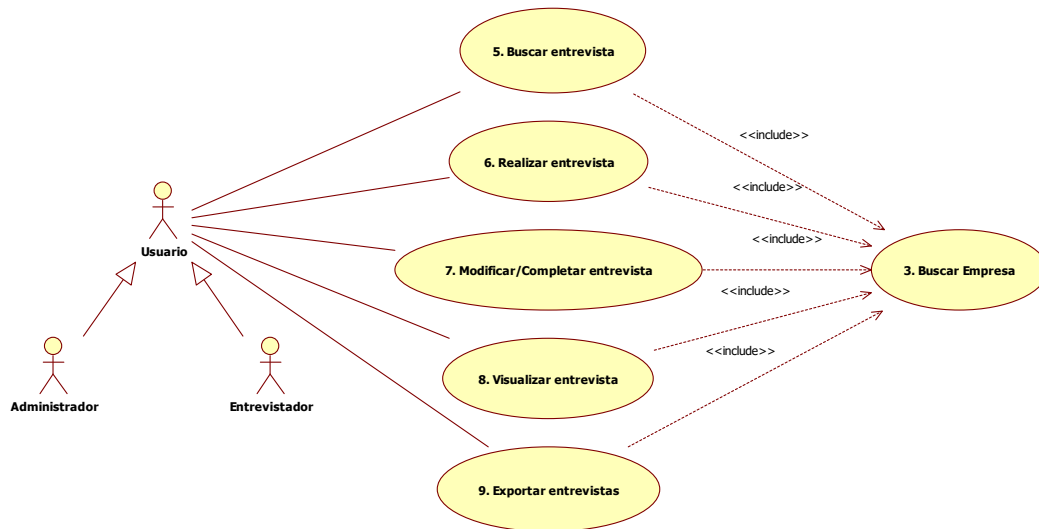 5. Buscar entrevista
<<include>>
6. Realizar entrevista
<<include>>
Usuario
<<include>>
7. Modificar/Completar entrevista
3. Buscar Empresa
<<include>>
<<include>>
8. Visualizar entrevista
Administrador
Entrevistador
9. Exportar entrevistas